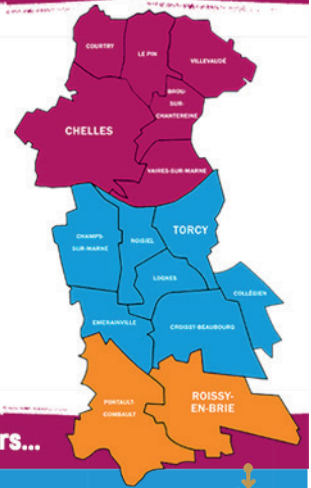 COURTRY
LE PIN
VILLEVAUDÉ
BROU-
SUR-
CHANTEREINE
CHELLES
VAIRES-SUR-MARNE
CHAMPS-
SUR-MARNE
NOISIEL
TORCY
LOGNES
COLLÉGIEN
EMERAINVILLE
CROISSY-BEAUBOURG
PONTAULT-
COMBAULT
ROISSY-
EN-BRIE
rs...